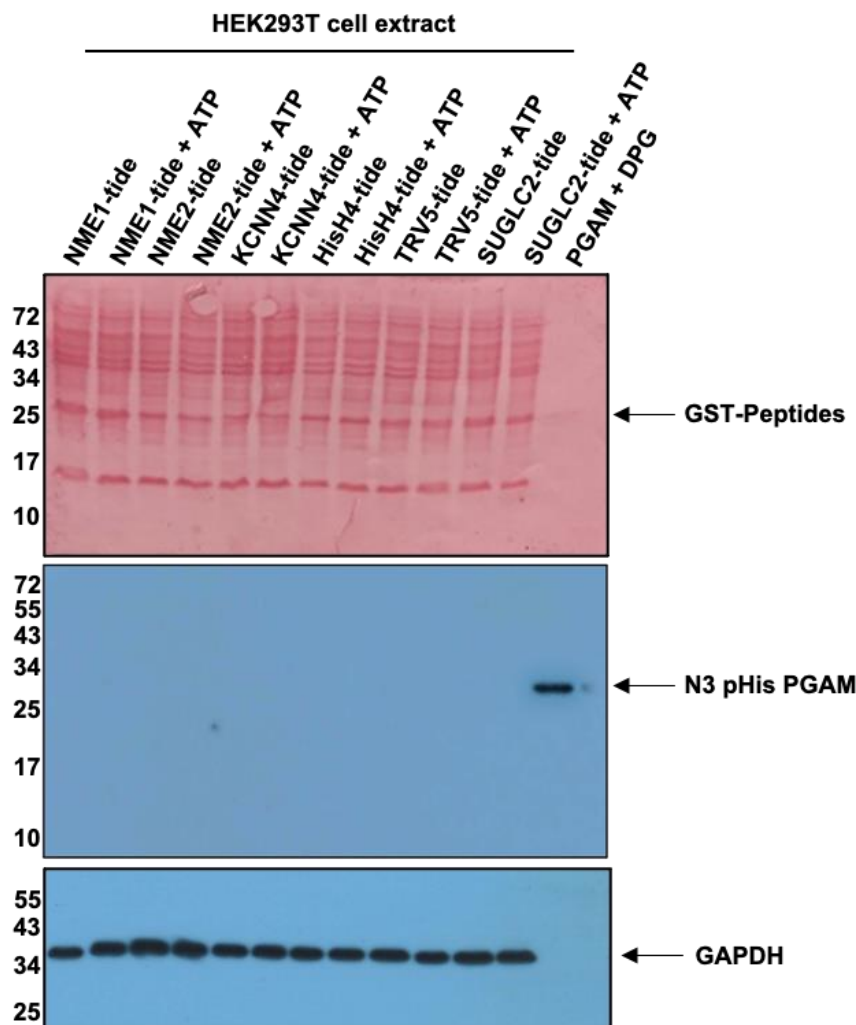 HEK293T cell extract
NME1-tide
NME1-tide + ATP
NME2-tide
NME2-tide + ATP
KCNN4-tide
KCNN4-tide + ATP
HisH4-tide
HisH4-tide + ATP
TRV5-tide
TRV5-tide + ATP
SUGLC2-tide
SUGLC2-tide + ATP
PGAM + DPG
72
43
34
25
GST-Peptides
17
10
72
55
43
34
N3 pHis PGAM
25
17
10
55
43
34
GAPDH
25